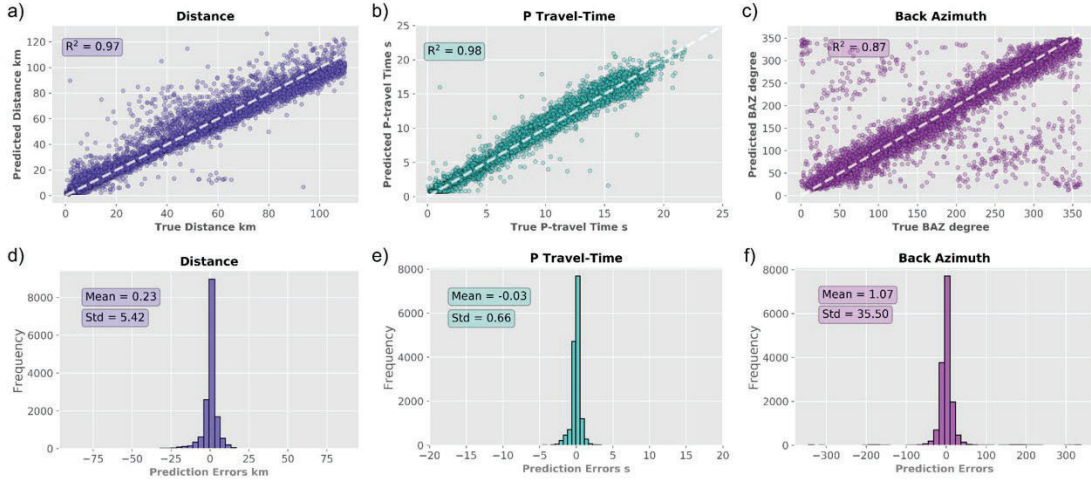 a)
Distance
R² = 0.97
Predicted Distance km
120
100
80
60
40
20
0
0 20 40 60 80 100
True Distance km
b)
P Travel-Time
R² = 0.98
Predicted P-travel Time s
25
20
15
10
5
0
0 5 10 15 20 25
True P-travel Time s
c)
Back Azimuth
R² = 0.87
Predicted BAZ degree
350
300
250
200
150
100
50
0
0 50 100 150 200 250 300 350
True BAZ degree
d)
Distance
Mean = 0.23
Std = 5.42
Frequency
8000
6000
4000
2000
0
−75 −50 −25 0 25 50 75
Prediction Errors km
e)
P Travel-Time
Mean = -0.03
Std = 0.66
8000
6000
4000
2000
0
−20 −15 −10 −5 0 5 10 15 20
Prediction Errors s
f)
Back Azimuth
Mean = 1.07
Std = 35.50
Frequency
8000
6000
4000
2000
0
−300 −200 −100 0 100 200 300
Prediction Errors